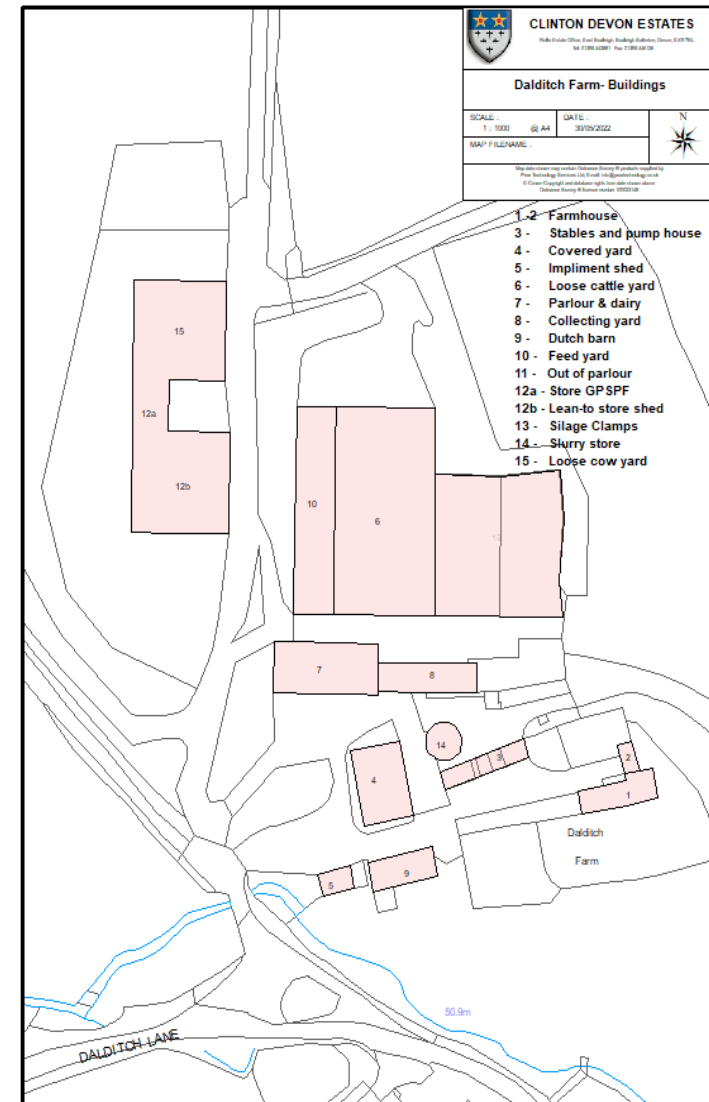 CLINTON DEVON ESTATES
Dalditch Farm- Buildings
SCALE :
1 : 1000 @ A4
DATE :
30/05/2022
N
MAP FILENAME :
1 -2 Farmhouse
3 - Stables and pump house
4 - Covered yard
5 - Impliment shed
6 - Loose cattle yard
7 - Parlour & dairy
8 - Collecting yard
9 - Dutch barn
10 - Feed yard
11 - Out of parlour
12a - Store GPSPF
12b - Lean-to store shed
13 - Silage Clamps
14 - Slurry store
15 - Loose cow yard
15
12a
12b
10
6
7
8
14
3
4
2
1
Dalditch
Farm
5
9
50.9m
DALDITCH LANE